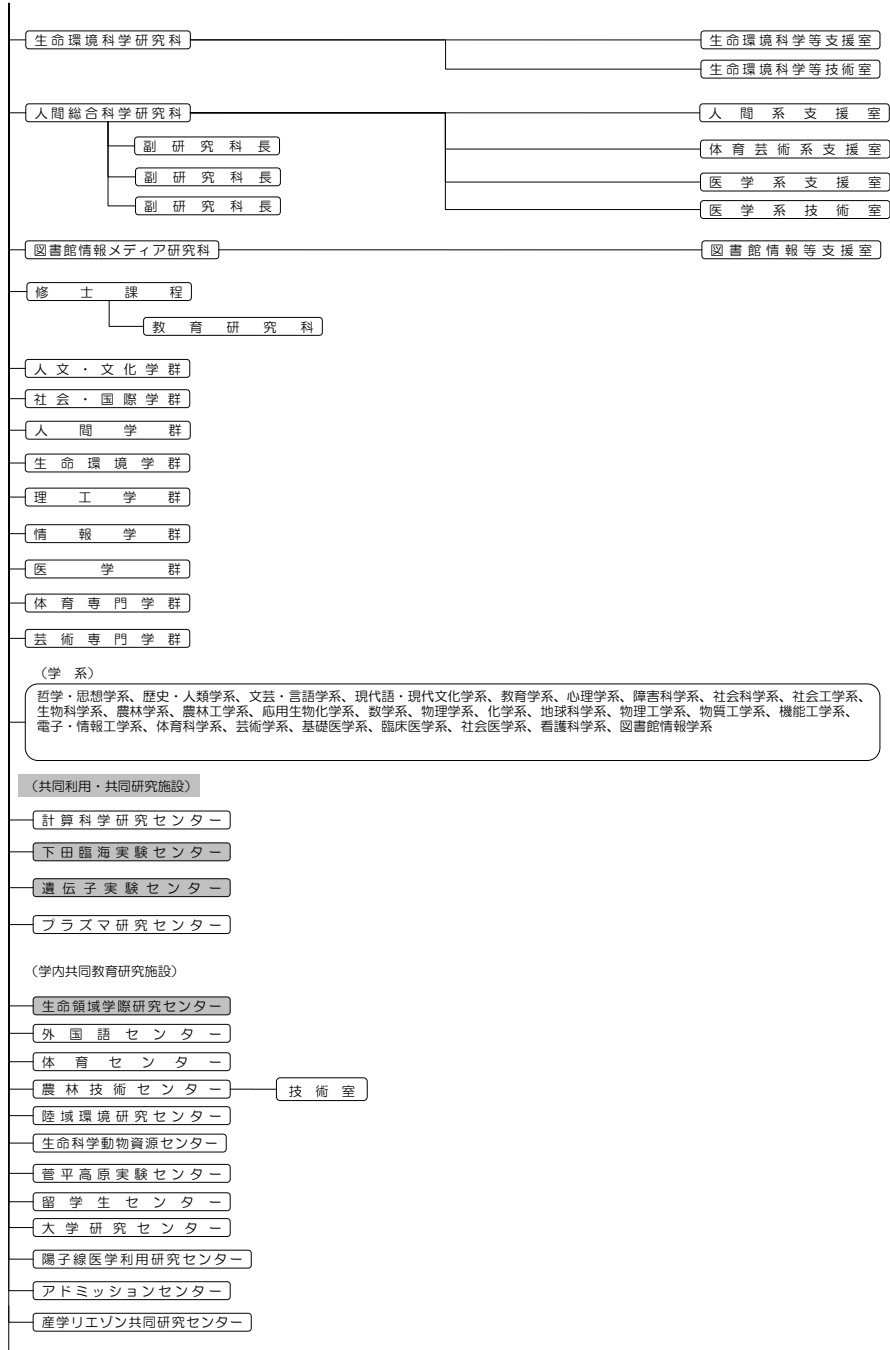 生命環境科学研究科
生命環境科学等支援室
生命環境科学等技術室
人間総合科学研究科
人間系支援室
副研究科長
体育芸術系支援室
副研究科長
医学系支援室
副研究科長
医学系技術室
図書館情報メディア研究科
図書館情報等支援室
修士課程
教育研究科
人文・文化学群
社会・国際学群
人間学群
生命環境学群
理工学群
情報学群
医学群
体育専門学群
芸術専門学群
（学　系）
哲学・思想学系、歴史・人類学系、文芸・言語学系、現代語・現代文化学系、教育学系、心理学系、障害科学系、社会科学系、社会工学系、
生物科学系、農林学系、農林工学系、応用生物化学系、数学系、物理学系、化学系、地球科学系、物理工学系、物質工学系、機能工学系、
電子・情報工学系、体育科学系、芸術学系、基礎医学系、臨床医学系、社会医学系、看護科学系、図書館情報学系
（共同利用・共同研究施設）
計算科学研究センター
下田臨海実験センター
遺伝子実験センター
プラズマ研究センター
（学内共同教育研究施設）
生命領域学際研究センター
外国語センター
体育センター
農林技術センター
技術室
陸域環境研究センター
生命科学動物資源センター
菅平高原実験センター
留学生センター
大学研究センター
陽子線医学利用研究センター
アドミッションセンター
産学リエゾン共同研究センター